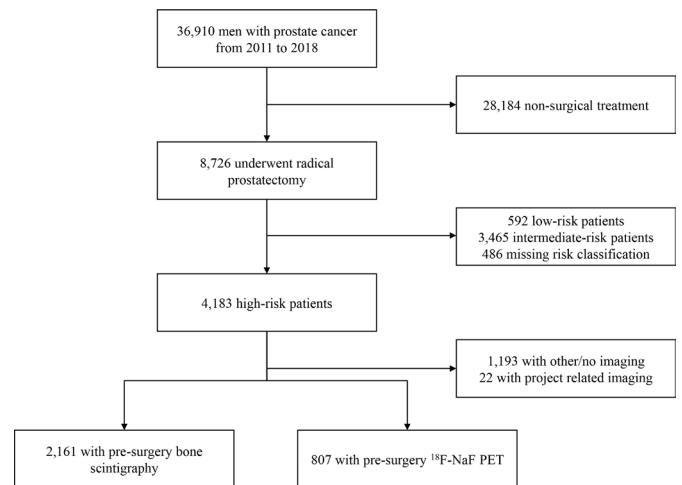 36,910 men with prostate cancer
from 2011 to 2018
28,184 non-surgical treatment
8,726 underwent radical
prostatectomy
592 low-risk patients
3,465 intermediate-risk patients
486 missing risk classification
4,183 high-risk patients
1,193 with other/no imaging
22 with project related imaging
2,161 with pre-surgery bone
scintigraphy
807 with pre-surgery ¹⁸F-NaF PET